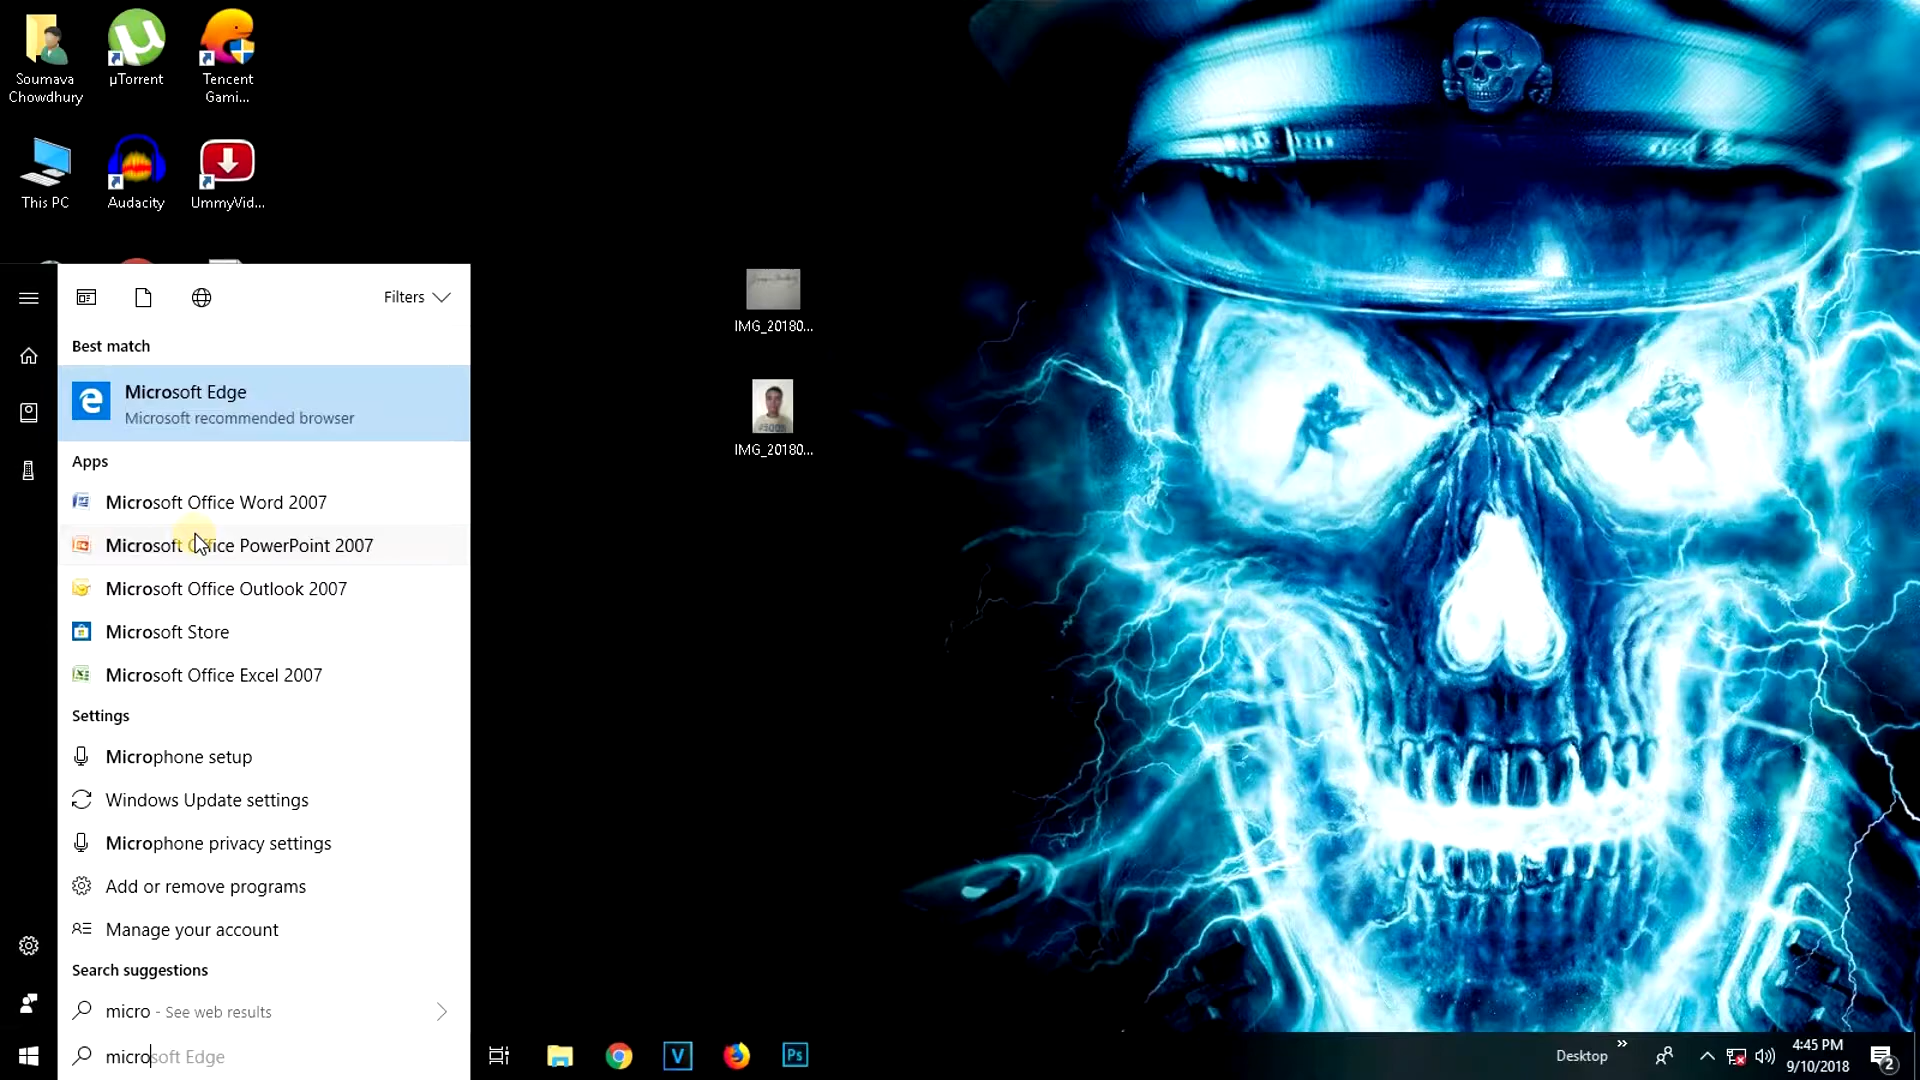 Soumava
Chowdhury
µTorrent
Tencent
Gami...
This PC
Audacity
UmmyVid...
Filters
Best match
Microsoft Edge
Microsoft recommended browser
Apps
Microsoft Office Word 2007
Microsoft Office PowerPoint 2007
Microsoft Office Outlook 2007
Microsoft Store
Microsoft Office Excel 2007
Settings
Microphone setup
Windows Update settings
Microphone privacy settings
Add or remove programs
Manage your account
Search suggestions
micro - See web results
microsoft Edge
IMG_20180...
IMG_20180...
V
Ps
Desktop
4:45 PM
9/10/2018
2